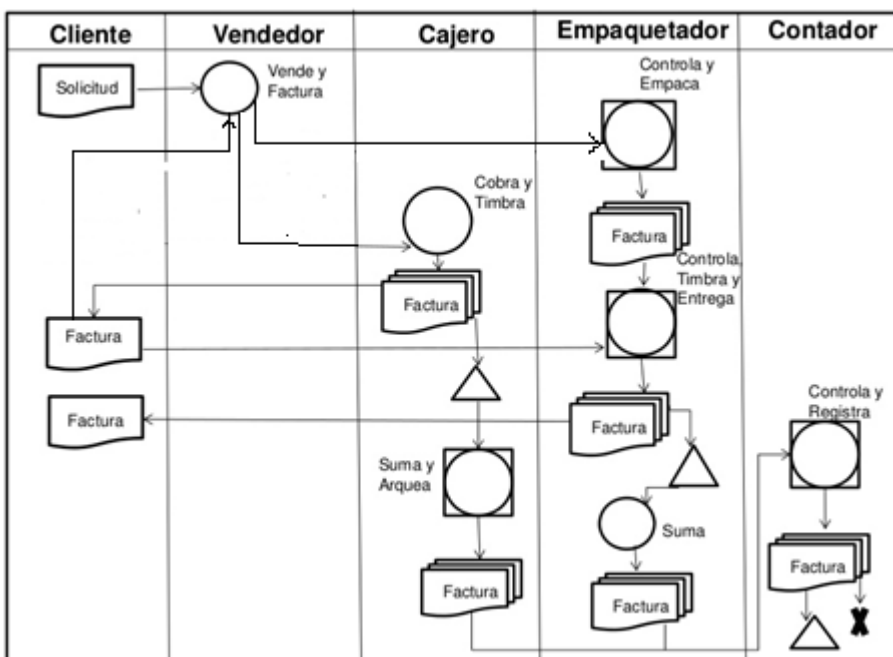 Cliente
Vendedor
Cajero
Empaquetador
Contador
Solicitud
Vende y
Factura
Controla y
Empaca
Cobra y
Timbra
Factura
Controla,
Timbra y
Entrega
Factura
Factura
Factura
Factura
Controla y
Registra
Suma y
Arquea
Suma
Factura
Factura
Factura
X